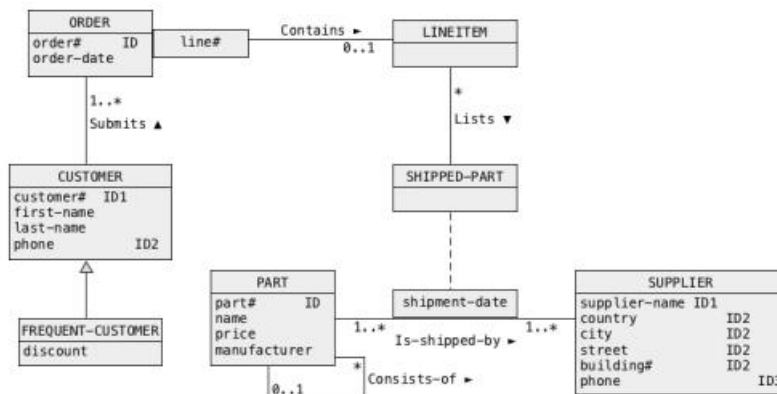 ORDER
order# ID
order-date
line#
Contains ►
0..1
LINEITEM
1..*
Submits ▲
*
Lists ▼
CUSTOMER
customer# ID1
first-name
last-name
phone ID2
SHIPPED-PART
FREQUENT-CUSTOMER
discount
PART
part# ID
name
price
manufacturer
shipment-date
1..*
Is-shipped-by ►
1..*
SUPPLIER
supplier-name ID1
country ID2
city ID2
street ID2
building# ID2
phone ID3
*
Consists-of ►
0..1